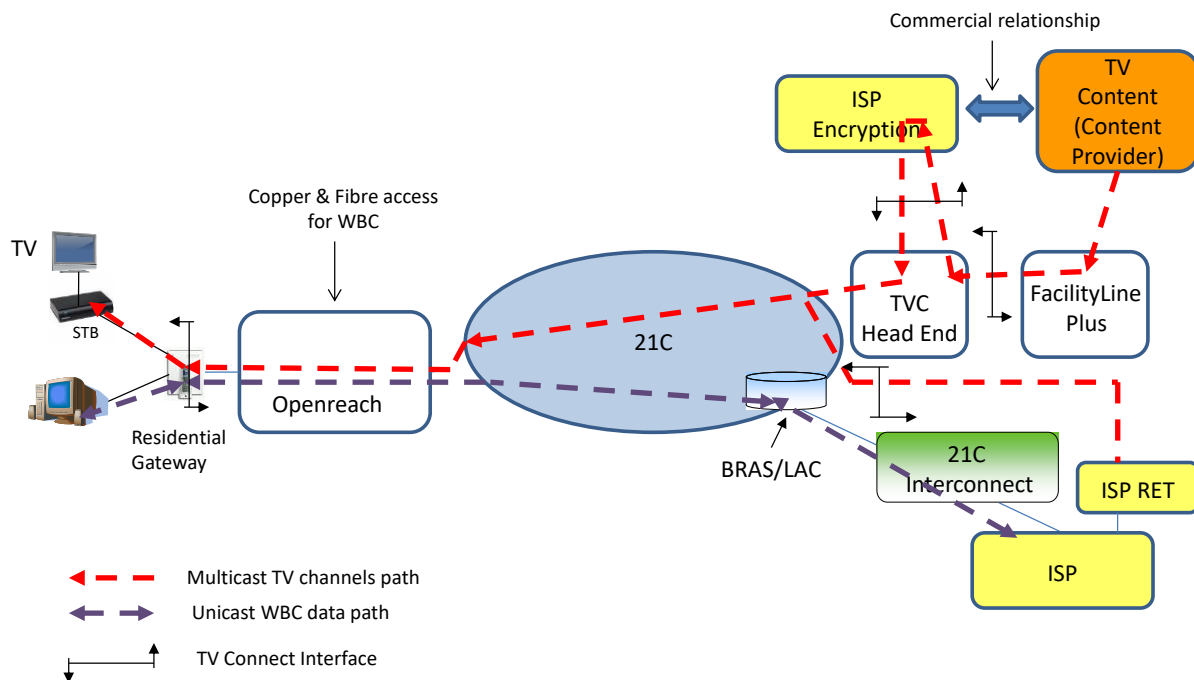 Commercial relationship
TV
Content
(Content
Provider)
ISP
Encryption
Copper & Fibre access
for WBC
TV
STB
TVC
Head End
FacilityLine
Plus
21C
Openreach
Residential
Gateway
BRAS/LAC
21C
Interconnect
ISP RET
ISP
Multicast TV channels path
Unicast WBC data path
TV Connect Interface